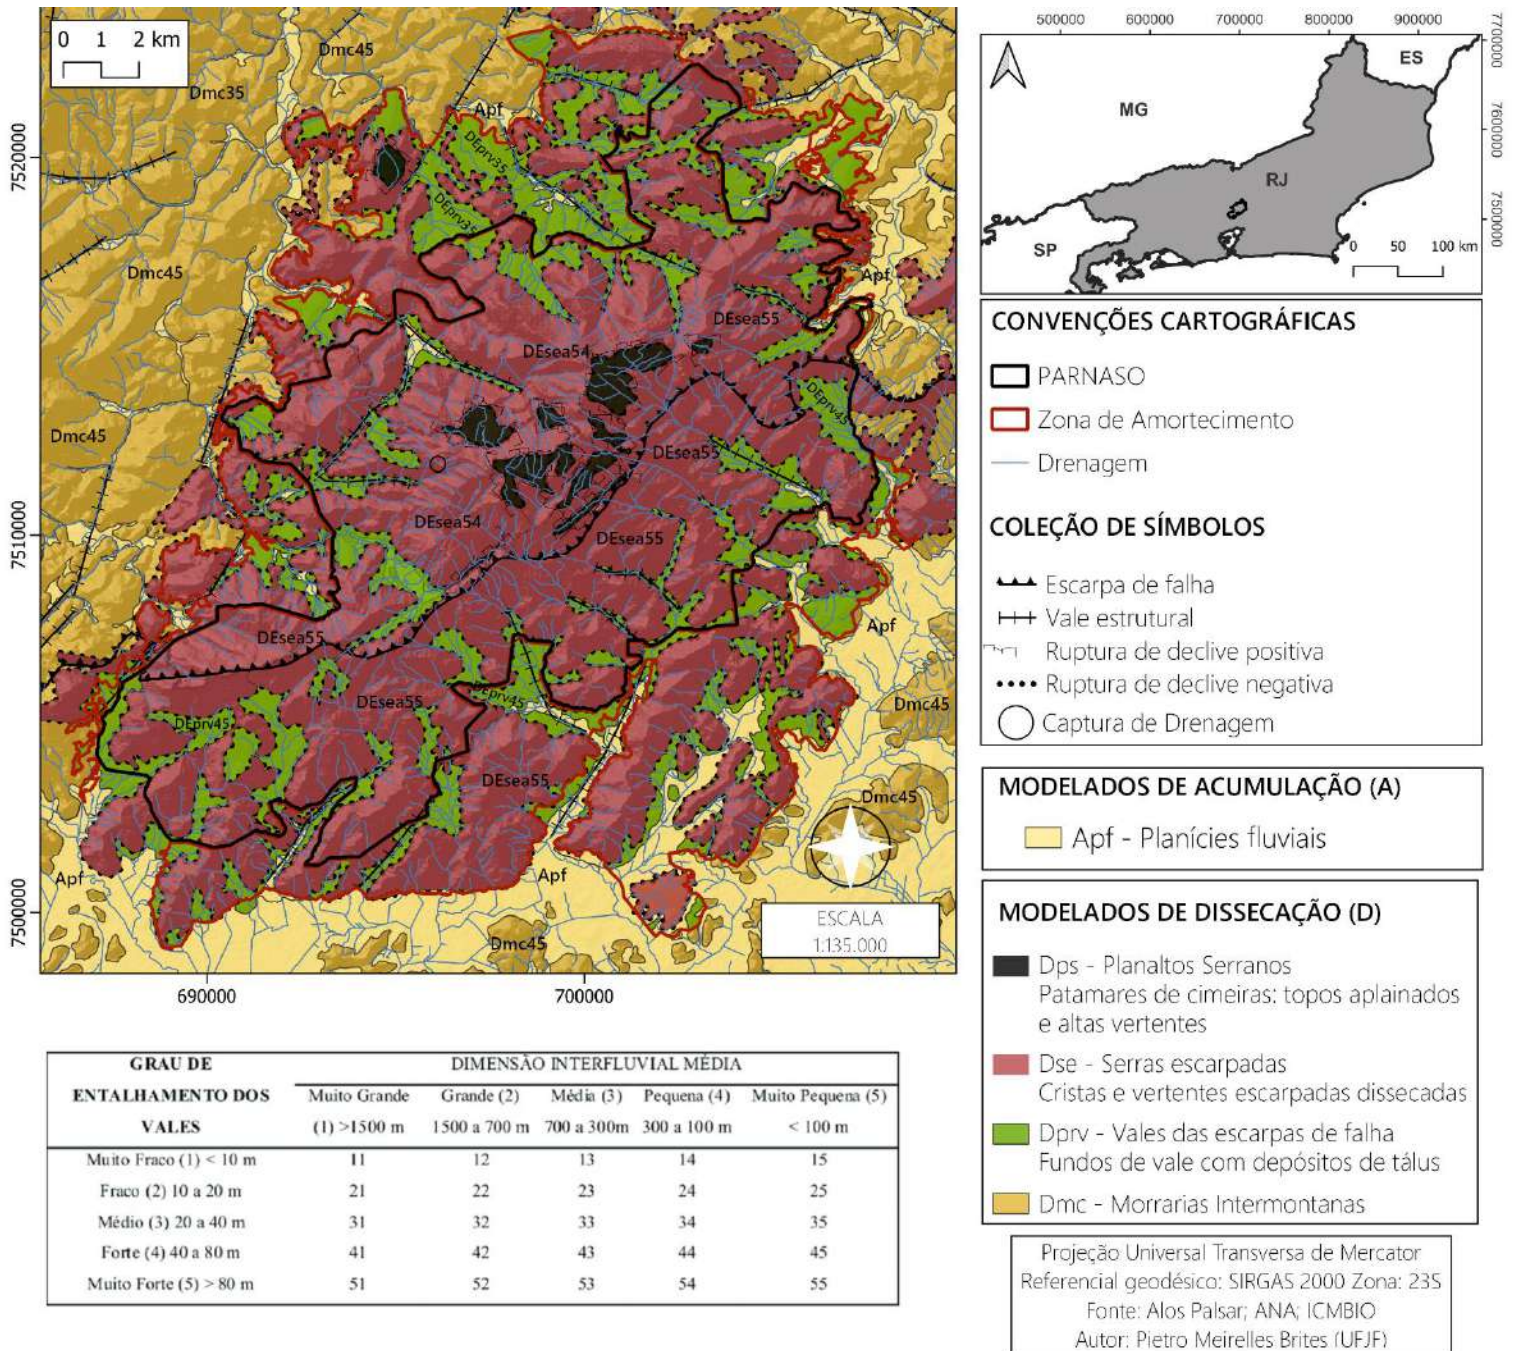 0 1 2 km
Dmc45
Dmc35
Apf
DEprv35
DEprv35
Dmc45
Apf
DEsea55
DEsea54
DEprv45
Dmc45
DEsea55
DEsea54
DEsea55
Apf
DEsea55
DEprv45
DEsea55
Dmc45
DEprv45
DEsea55
Dmc45
Apf
Apf
Dmc45
7520000
7510000
7500000
690000
700000
ESCALA
1:135.000
500000 600000 700000 800000 900000
7700000
7600000
7500000
ES
MG
RJ
SP
0 50 100 km
CONVENÇÕES CARTOGRÁFICAS
PARNASO
Zona de Amortecimento
Drenagem
COLEÇÃO DE SÍMBOLOS
Escarpa de falha
Vale estrutural
Ruptura de declive positiva
Ruptura de declive negativa
Captura de Drenagem
MODELADOS DE ACUMULAÇÃO (A)
Apf - Planícies fluviais
MODELADOS DE DISSECAÇÃO (D)
Dps - Planaltos Serranos
Patamares de cimeiras: topos aplainados
e altas vertentes
Dse - Serras escarpadas
Cristas e vertentes escarpadas dissecadas
Dprv - Vales das escarpas de falha
Fundos de vale com depósitos de tálus
Dmc - Morrarias Intermontanas
Projeção Universal Transversa de Mercator
Referencial geodésico: SIRGAS 2000 Zona: 23S
Fonte: Alos Palsar; ANA; ICMBIO
Autor: Pietro Meirelles Brites (UFJF)
GRAU DE DIMENSÃO INTERFLUVIAL MÉDIA
ENTALHAMENTO DOS Muito Grande Grande (2) Média (3) Pequena (4) Muito Pequena (5)
VALES (1) >1500 m 1500 a 700 m 700 a 300m 300 a 100 m < 100 m
Muito Fraco (1) < 10 m 11 12 13 14 15
Fraco (2) 10 a 20 m 21 22 23 24 25
Médio (3) 20 a 40 m 31 32 33 34 35
Forte (4) 40 a 80 m 41 42 43 44 45
Muito Forte (5) > 80 m 51 52 53 54 55